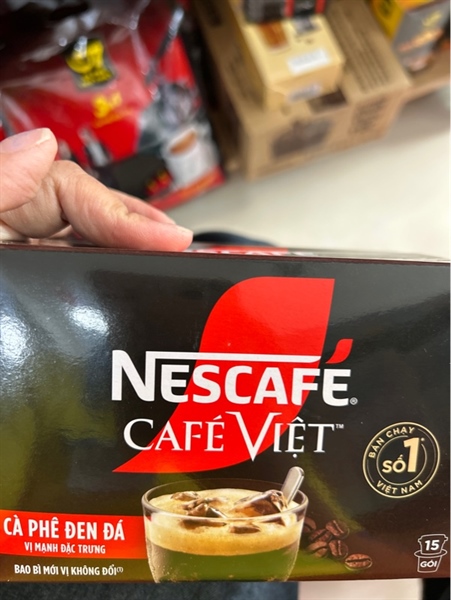 NESCAFÉ®
CAFÉ VIỆT™
BÁN CHẠY
SỐ 1*
VIỆT NAM
CÀ PHÊ ĐEN ĐÁ
VỊ MẠNH ĐẶC TRƯNG
BAO BÌ MỚI VỊ KHÔNG ĐỔI(1)
15
GÓI